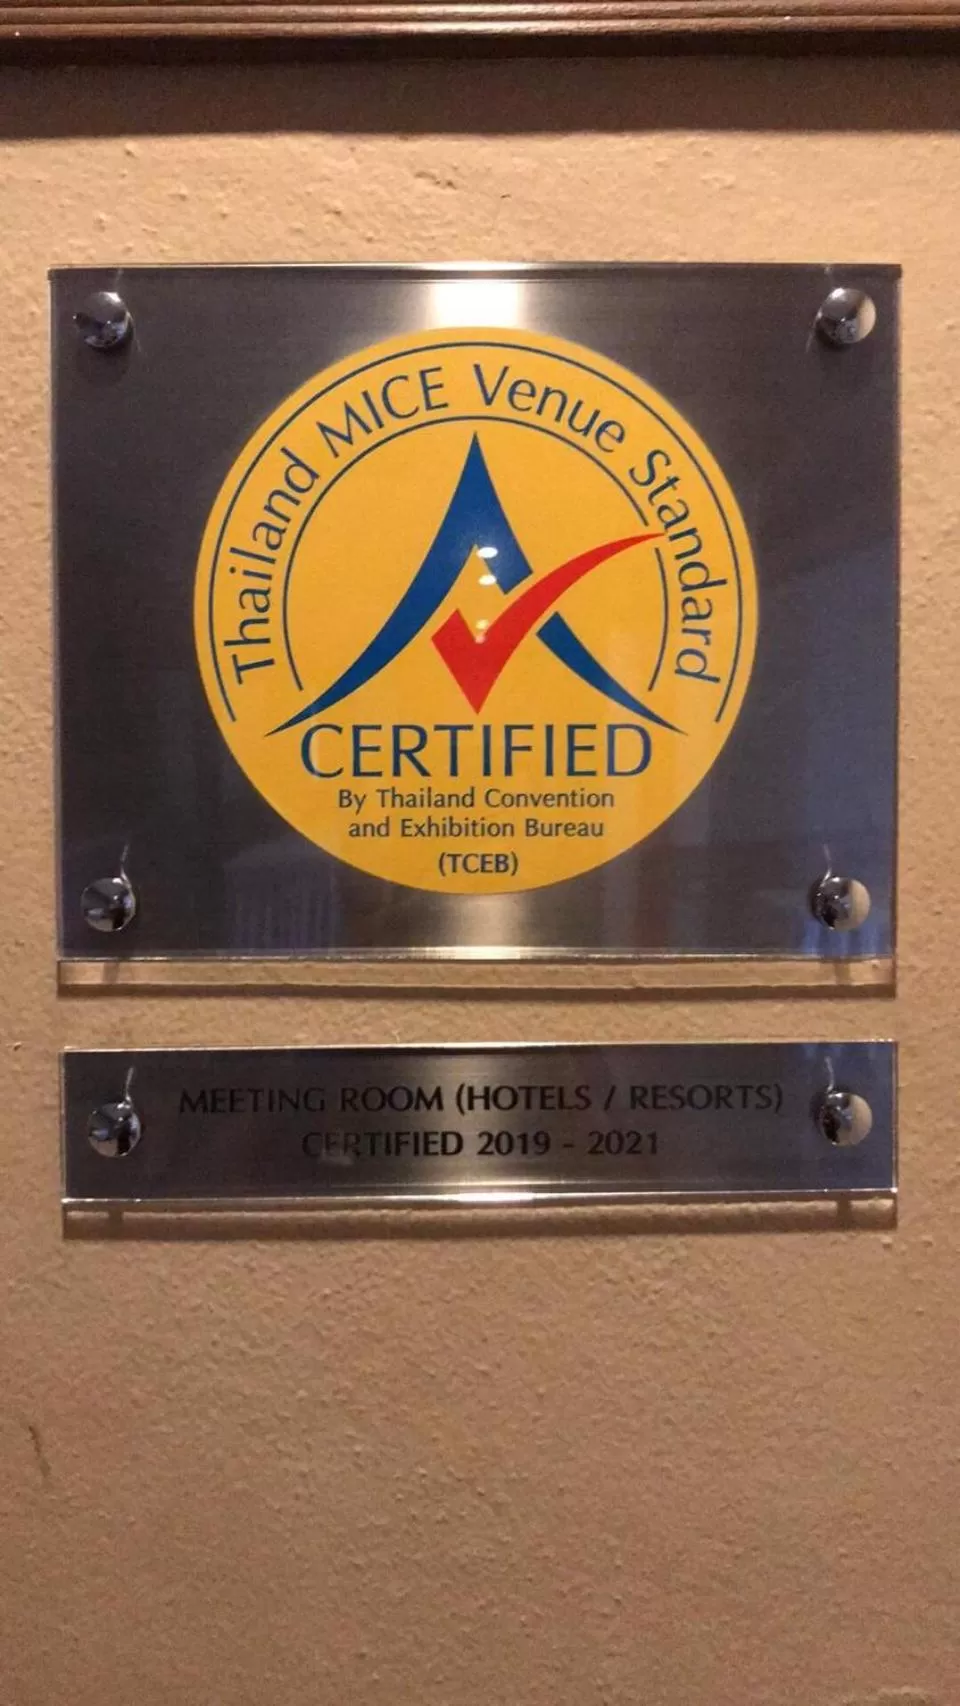 Thailand MICE Venue Standard
CERTIFIED
By Thailand Convention
and Exhibition Bureau
(TCEB)
MEETING ROOM (HOTELS / RESORTS)
CERTIFIED 2019 - 2021